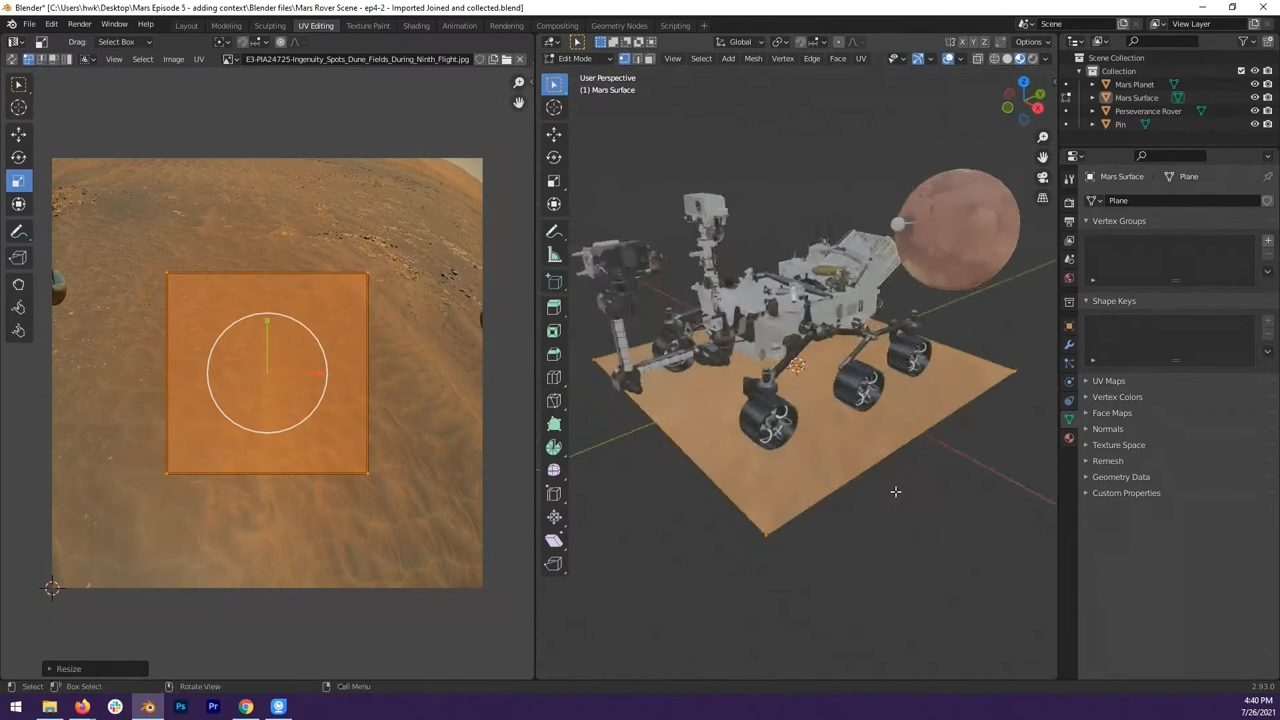 Blender* [C:\Users\hwk\Desktop\Mars Episode 5 - adding context\Blender files\Mars Rover Scene - ep4-2 - Imported Joined and collected.blend]
File Edit Render Window Help Layout Modeling Sculpting UV Editing Texture Paint Shading Animation Rendering Compositing Geometry Nodes Scripting Scene View Layer
Drag: Select Box Global X Y Z Options
View Select Image UV E3-PIA24725-Ingenuity_Spots_Dune_Fields_During_Ninth_Flight.jpg Edit Mode View Select Add Mesh Vertex Edge Face UV
User Perspective
(1) Mars Surface
Z
Y
X
Scene Collection
Collection
Mars Planet
Mars Surface
Perseverance Rover
Pin
Mars Surface Plane
Plane
Vertex Groups
Shape Keys
UV Maps
Vertex Colors
Face Maps
Normals
Texture Space
Remesh
Geometry Data
Custom Properties
Resize
Select Box Select Rotate View Call Menu 2.93.0
Ps Pr
4:40 PM
7/26/2021